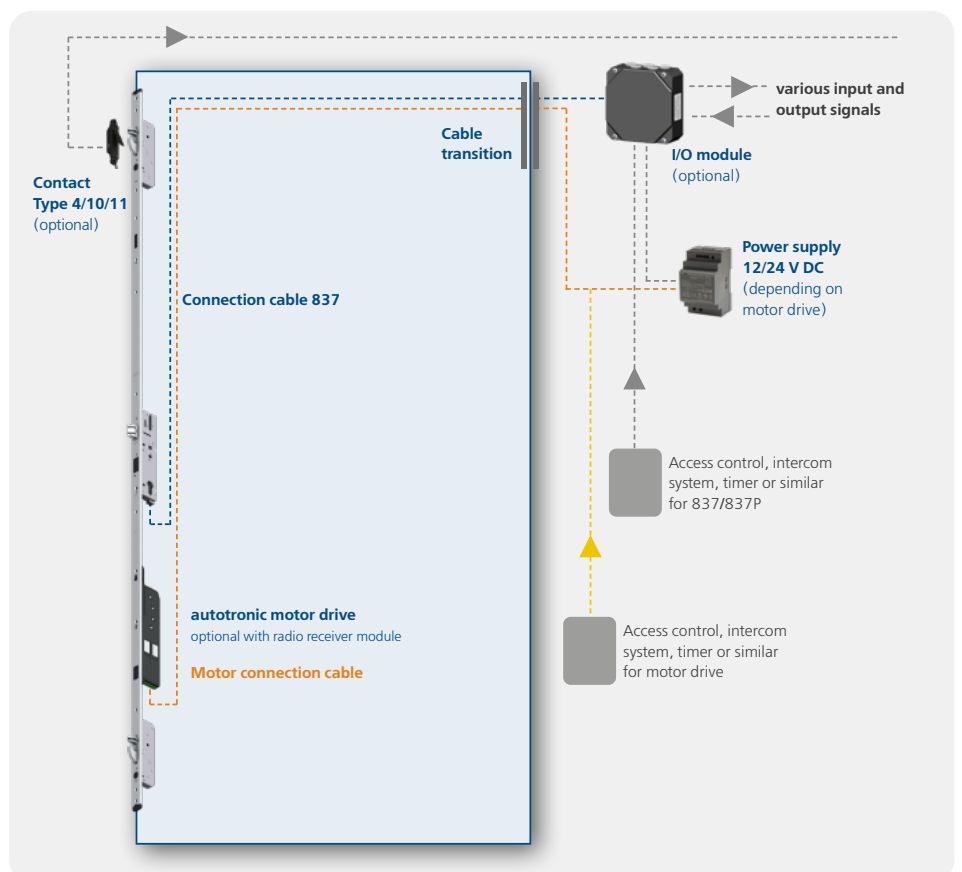 various input and
output signals
Cable
transition
I/O module
(optional)
Contact
Type 4/10/11
(optional)
Power supply
12/24 V DC
(depending on
motor drive)
Connection cable 837
Access control, intercom
system, timer or similar
for 837/837P
autotronic motor drive
optional with radio receiver module
Access control, intercom
system, timer or similar
for motor drive
Motor connection cable